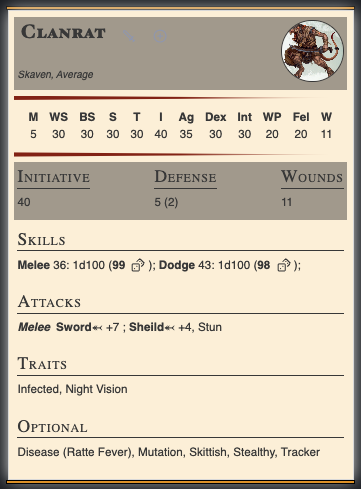 Clanrat
Skaven, Average
M WS BS S T I Ag Dex Int WP Fel W
5 30 30 30 30 40 35 30 30 20 20 11
Initiative Defense Wounds
40 5 (2) 11
Skills
Melee 36: 1d100 (99 ); Dodge 43: 1d100 (98 );
Attacks
Melee Sword +7 ; Sheild +4, Stun
Traits
Infected, Night Vision
Optional
Disease (Ratte Fever), Mutation, Skittish, Stealthy, Tracker